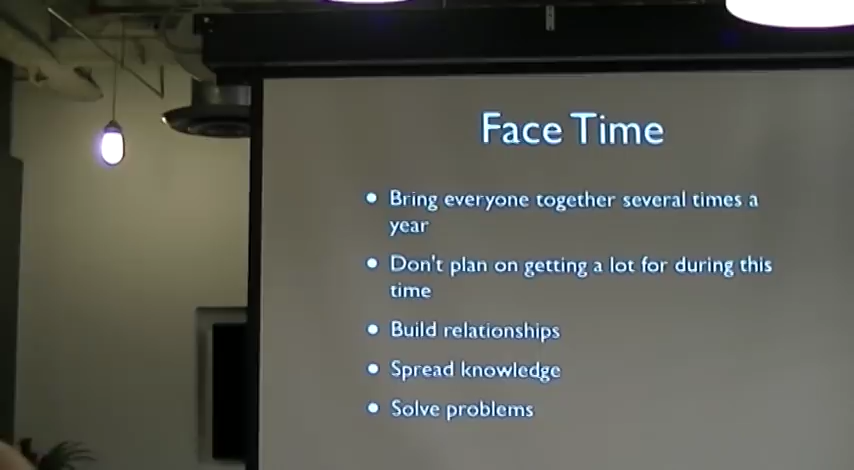 Face Time
• Bring everyone together several times a
year
• Don't plan on getting a lot for during this
time
• Build relationships
• Spread knowledge
• Solve problems